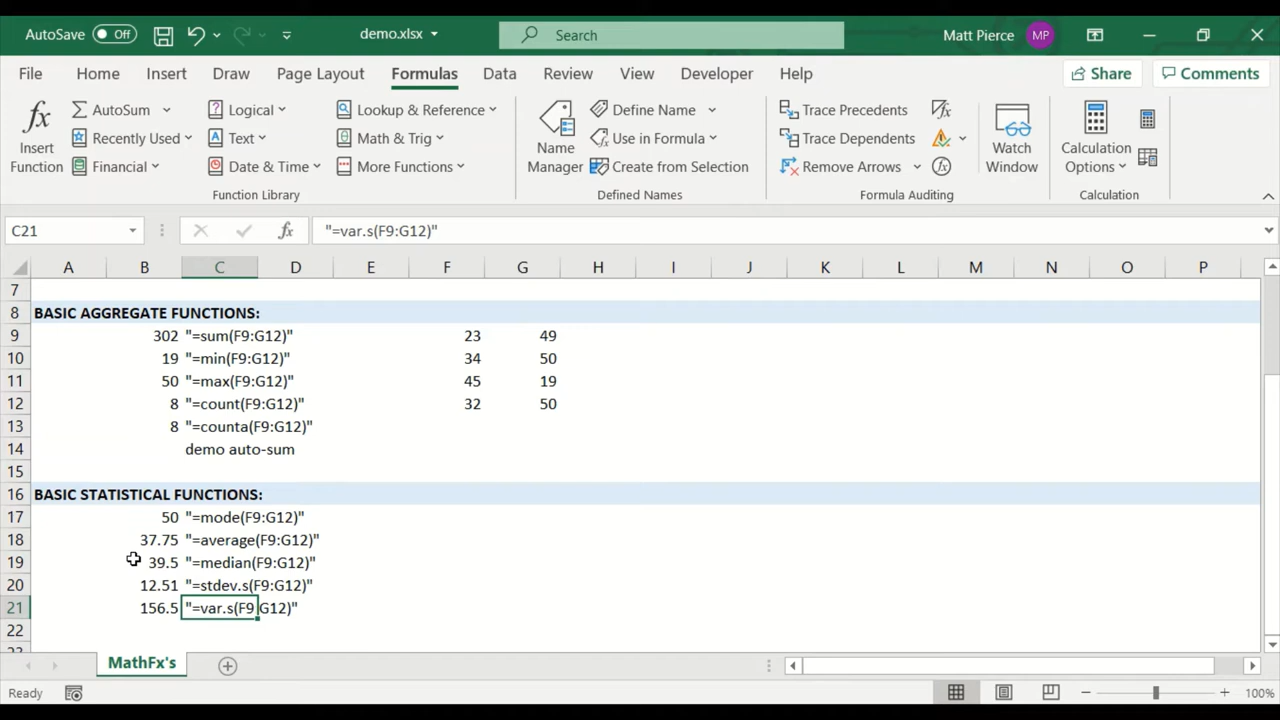 AutoSave Off demo.xlsx Search Matt Pierce MP
File Home Insert Draw Page Layout Formulas Data Review View Developer Help Share Comments
fx Insert Function
AutoSum
Recently Used
Financial
Logical
Text
Date & Time
Lookup & Reference
Math & Trig
More Functions
Function Library
Name Manager
Define Name
Use in Formula
Create from Selection
Defined Names
Trace Precedents
Trace Dependents
Remove Arrows
Formula Auditing
Watch Window
Calculation Options
Calculation
C21 fx "=var.s(F9:G12)"
A B C D E F G H I J K L M N O P
7
8 BASIC AGGREGATE FUNCTIONS:
9 302 "=sum(F9:G12)" 23 49
10 19 "=min(F9:G12)" 34 50
11 50 "=max(F9:G12)" 45 19
12 8 "=count(F9:G12)" 32 50
13 8 "=counta(F9:G12)"
14 demo auto-sum
15
16 BASIC STATISTICAL FUNCTIONS:
17 50 "=mode(F9:G12)"
18 37.75 "=average(F9:G12)"
19 39.5 "=median(F9:G12)"
20 12.51 "=stdev.s(F9:G12)"
21 156.5 "=var.s(F9:G12)"
22
MathFx's
Ready 100%